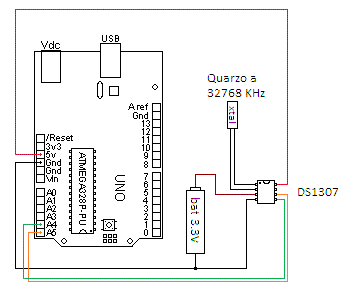 USB
Vdc
Quarzo a
32768 KHz
xtal
Aref
Gnd
13
12
11
10
9
8
/Reset
3v3
5v
Gnd
Gnd
Vin
ATMEGA328P-PU
UNO
7
6
5
4
3
2
1
0
A0
A1
A2
A3
A4
A5
bat 3.3V
DS1307